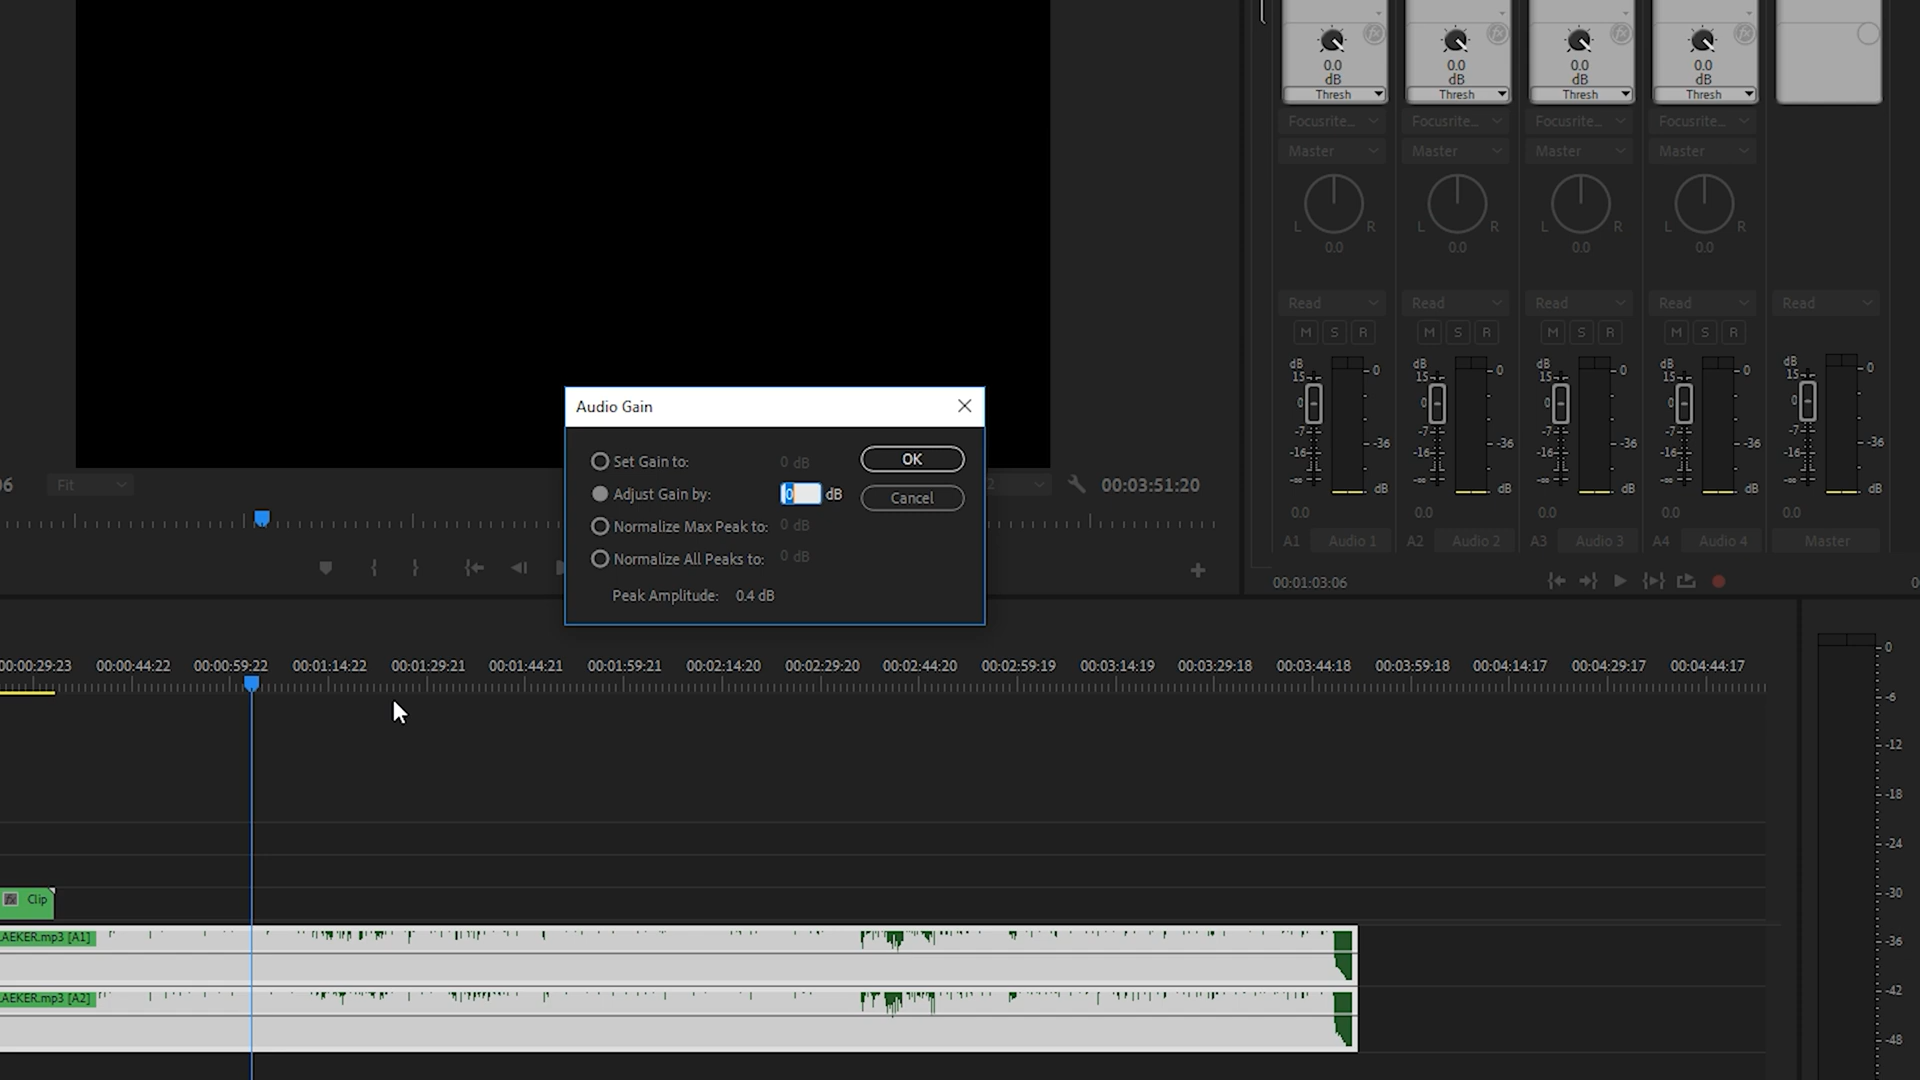 0.0 0.0 0.0 0.0
dB dB dB dB
Thresh Thresh Thresh Thresh
Focusrite... Focusrite... Focusrite... Focusrite...
Master Master Master Master
L R L R L R L R
0.0 0.0 0.0 0.0
Read Read Read Read Read
M S R M S R M S R M S R
dB dB dB dB dB
15 0 15 0 15 0 15 0 15 0
0 0 0 0 0
-7 -36 -7 -36 -7 -36 -7 -36 -7 -36
-16 -16 -16 -16 -16
-∞ dB -∞ dB -∞ dB -∞ dB -∞ dB
0.0 0.0 0.0 0.0 0.0
A1 Audio 1 A2 Audio 2 A3 Audio 3 A4 Audio 4 Master
00:01:03:06
Audio Gain
Set Gain to: 0 dB OK
Adjust Gain by: 0 dB Cancel
Normalize Max Peak to: 0 dB
Normalize All Peaks to: 0 dB
Peak Amplitude: 0.4 dB
6 Fit 2 00:03:51:20
00:00:29:23 00:00:44:22 00:00:59:22 00:01:14:22 00:01:29:21 00:01:44:21 00:01:59:21 00:02:14:20 00:02:29:20 00:02:44:20 00:02:59:19 00:03:14:19 00:03:29:18 00:03:44:18 00:03:59:18 00:04:14:17 00:04:29:17 00:04:44:17
fx Clip
AEKER.mp3 [A1]
AEKER.mp3 [A2]
0
-6
-12
-18
-24
-30
-36
-42
-48